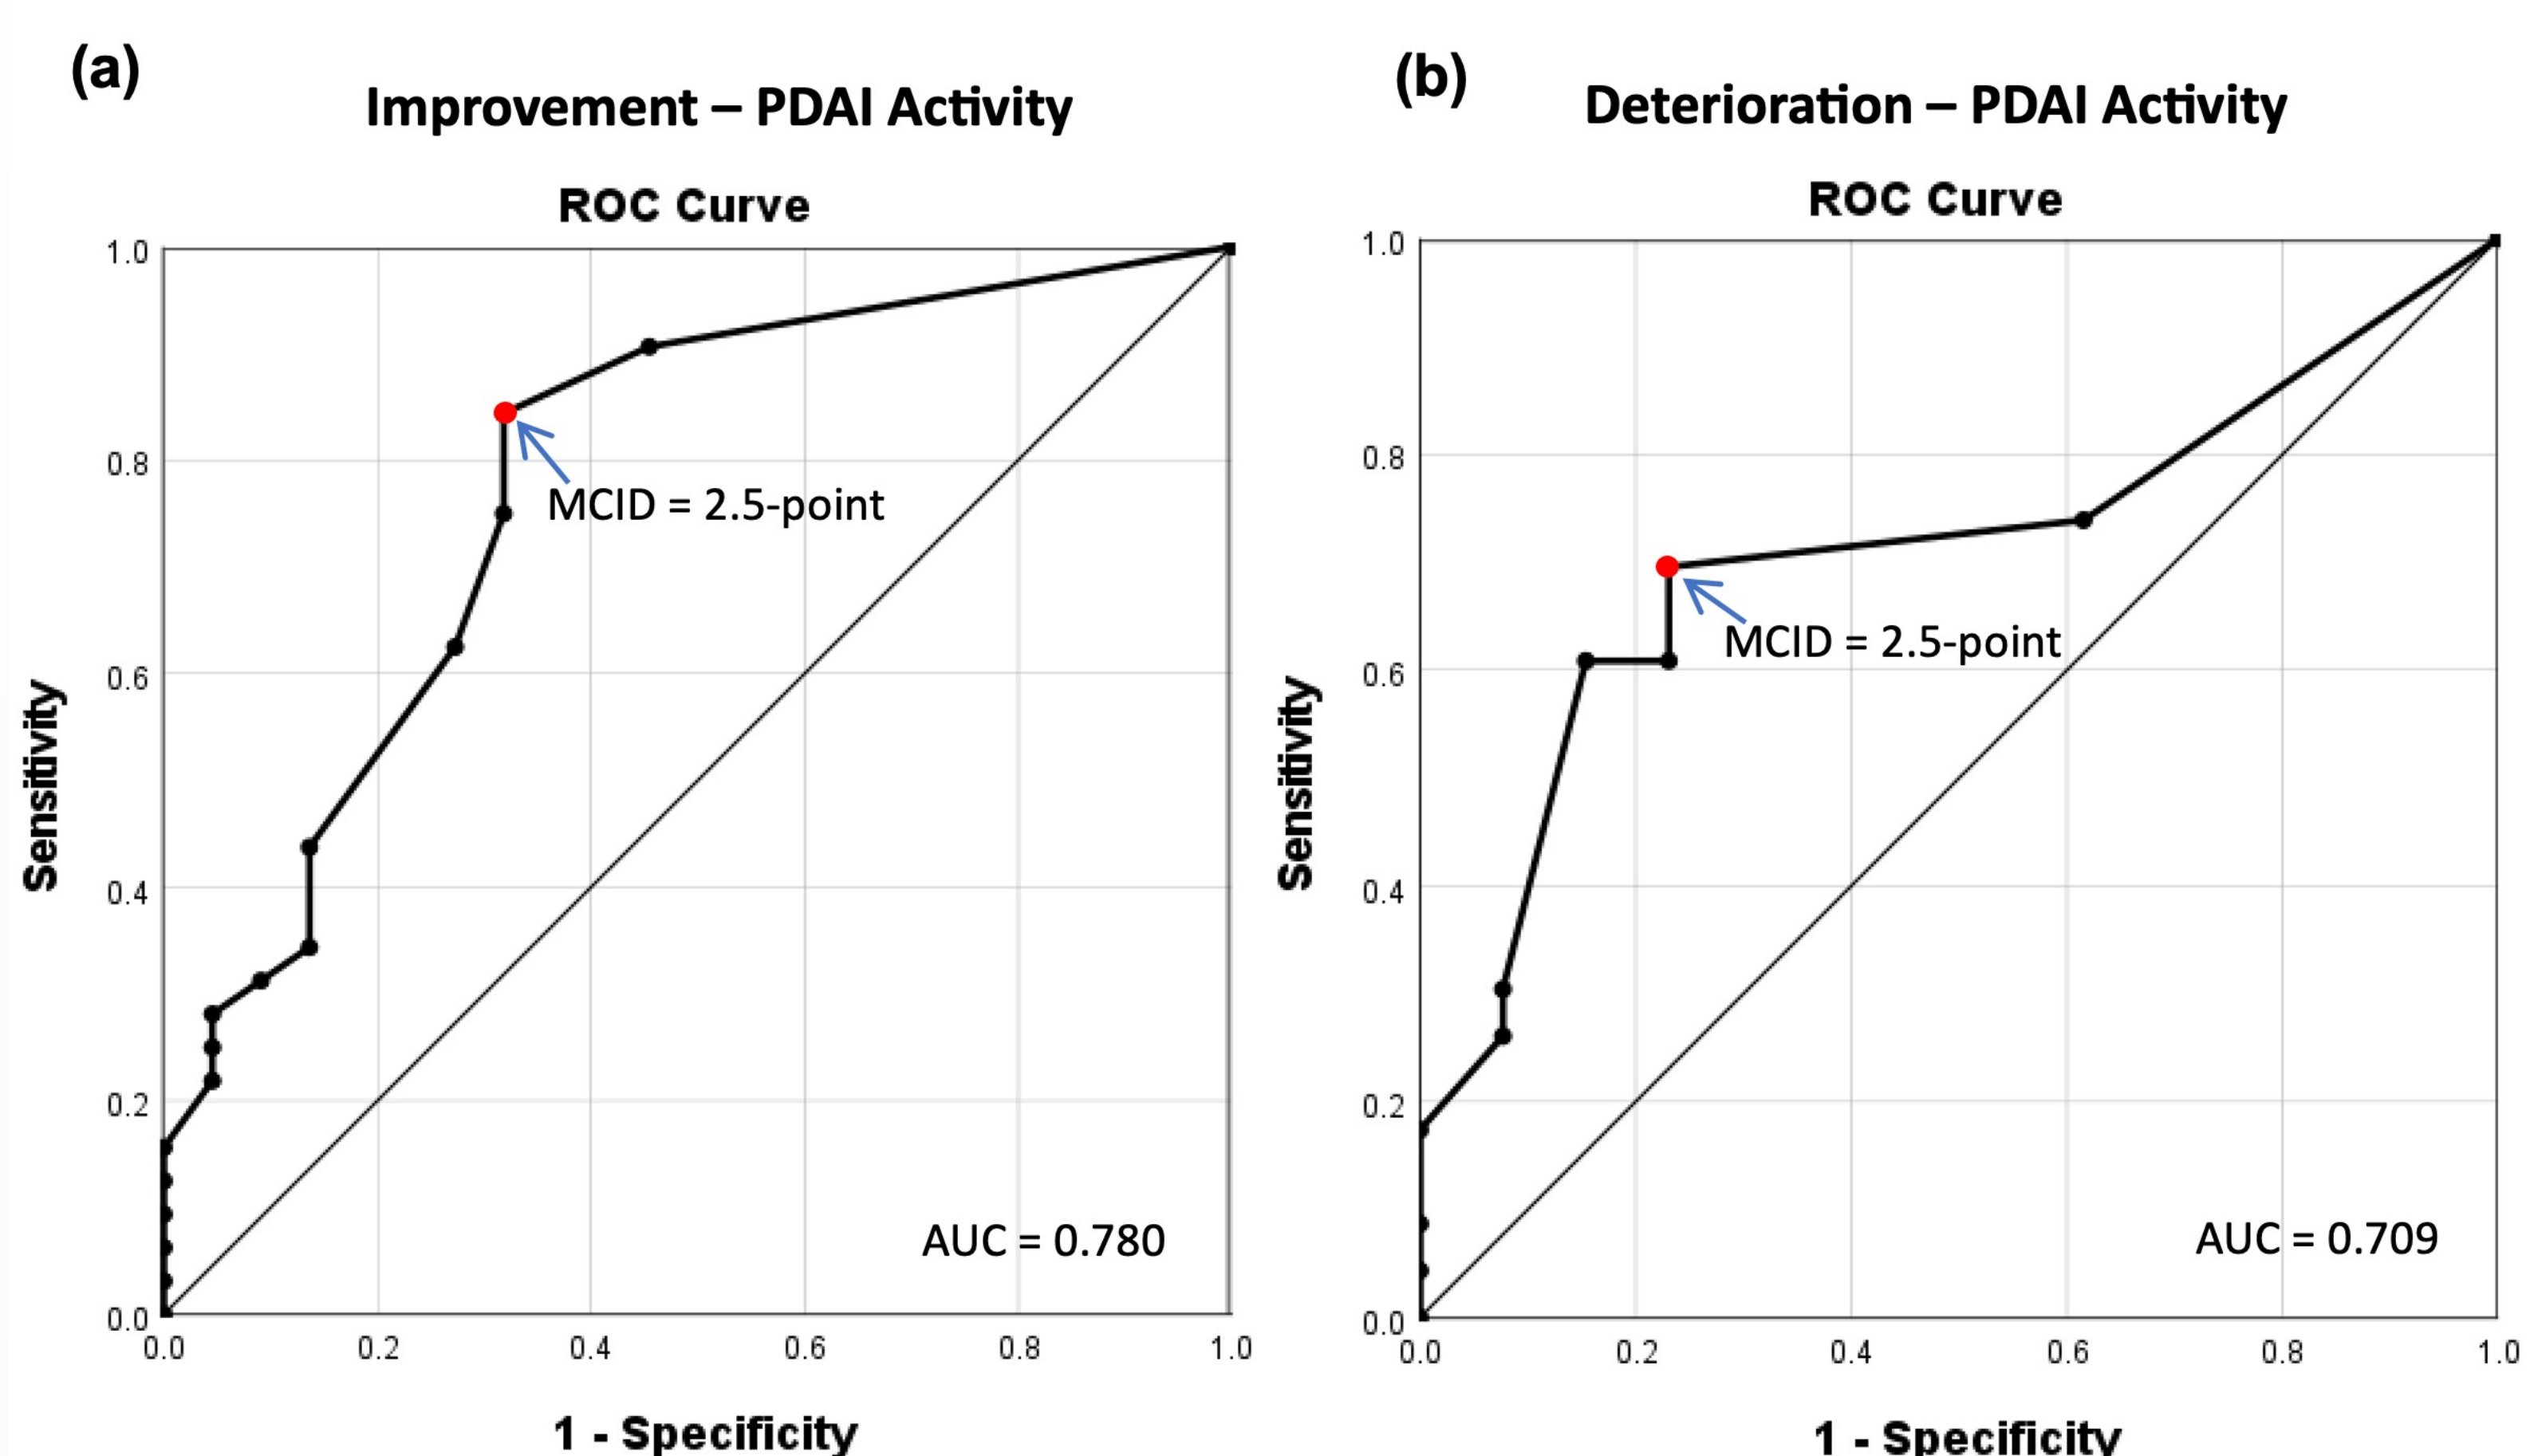 (a)
Improvement – PDAI Activity
ROC Curve
1.0
0.8
0.6
0.4
0.2
0.0
Sensitivity
MCID = 2.5-point
AUC = 0.780
0.0 0.2 0.4 0.6 0.8 1.0
1 - Specificity
(b)
Deterioration – PDAI Activity
ROC Curve
1.0
0.8
0.6
0.4
0.2
0.0
Sensitivity
MCID = 2.5-point
AUC = 0.709
0.0 0.2 0.4 0.6 0.8 1.0
1 - Specificity